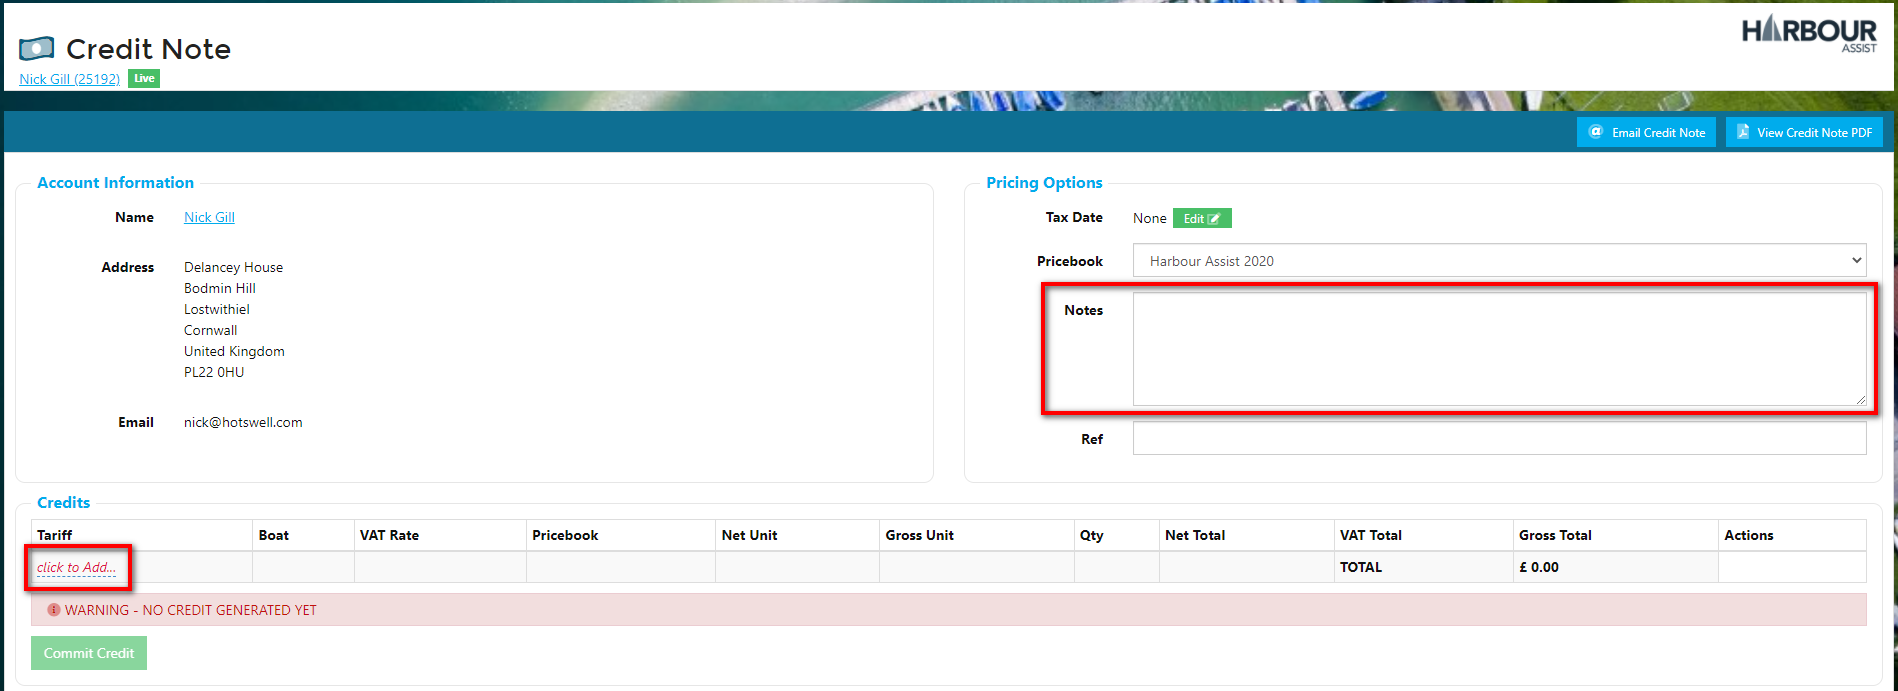 Credit Note
HARBOUR
ASSIST
Nick Gill (25192) Live
Email Credit Note View Credit Note PDF
Account Information
Name Nick Gill
Address Delancey House
Bodmin Hill
Lostwithiel
Cornwall
United Kingdom
PL22 0HU
Email nick@hotswell.com
Pricing Options
Tax Date None Edit
Pricebook Harbour Assist 2020
Notes
Ref
Credits
Tariff Boat VAT Rate Pricebook Net Unit Gross Unit Qty Net Total VAT Total Gross Total Actions
click to Add... TOTAL £ 0.00
WARNING - NO CREDIT GENERATED YET
Commit Credit